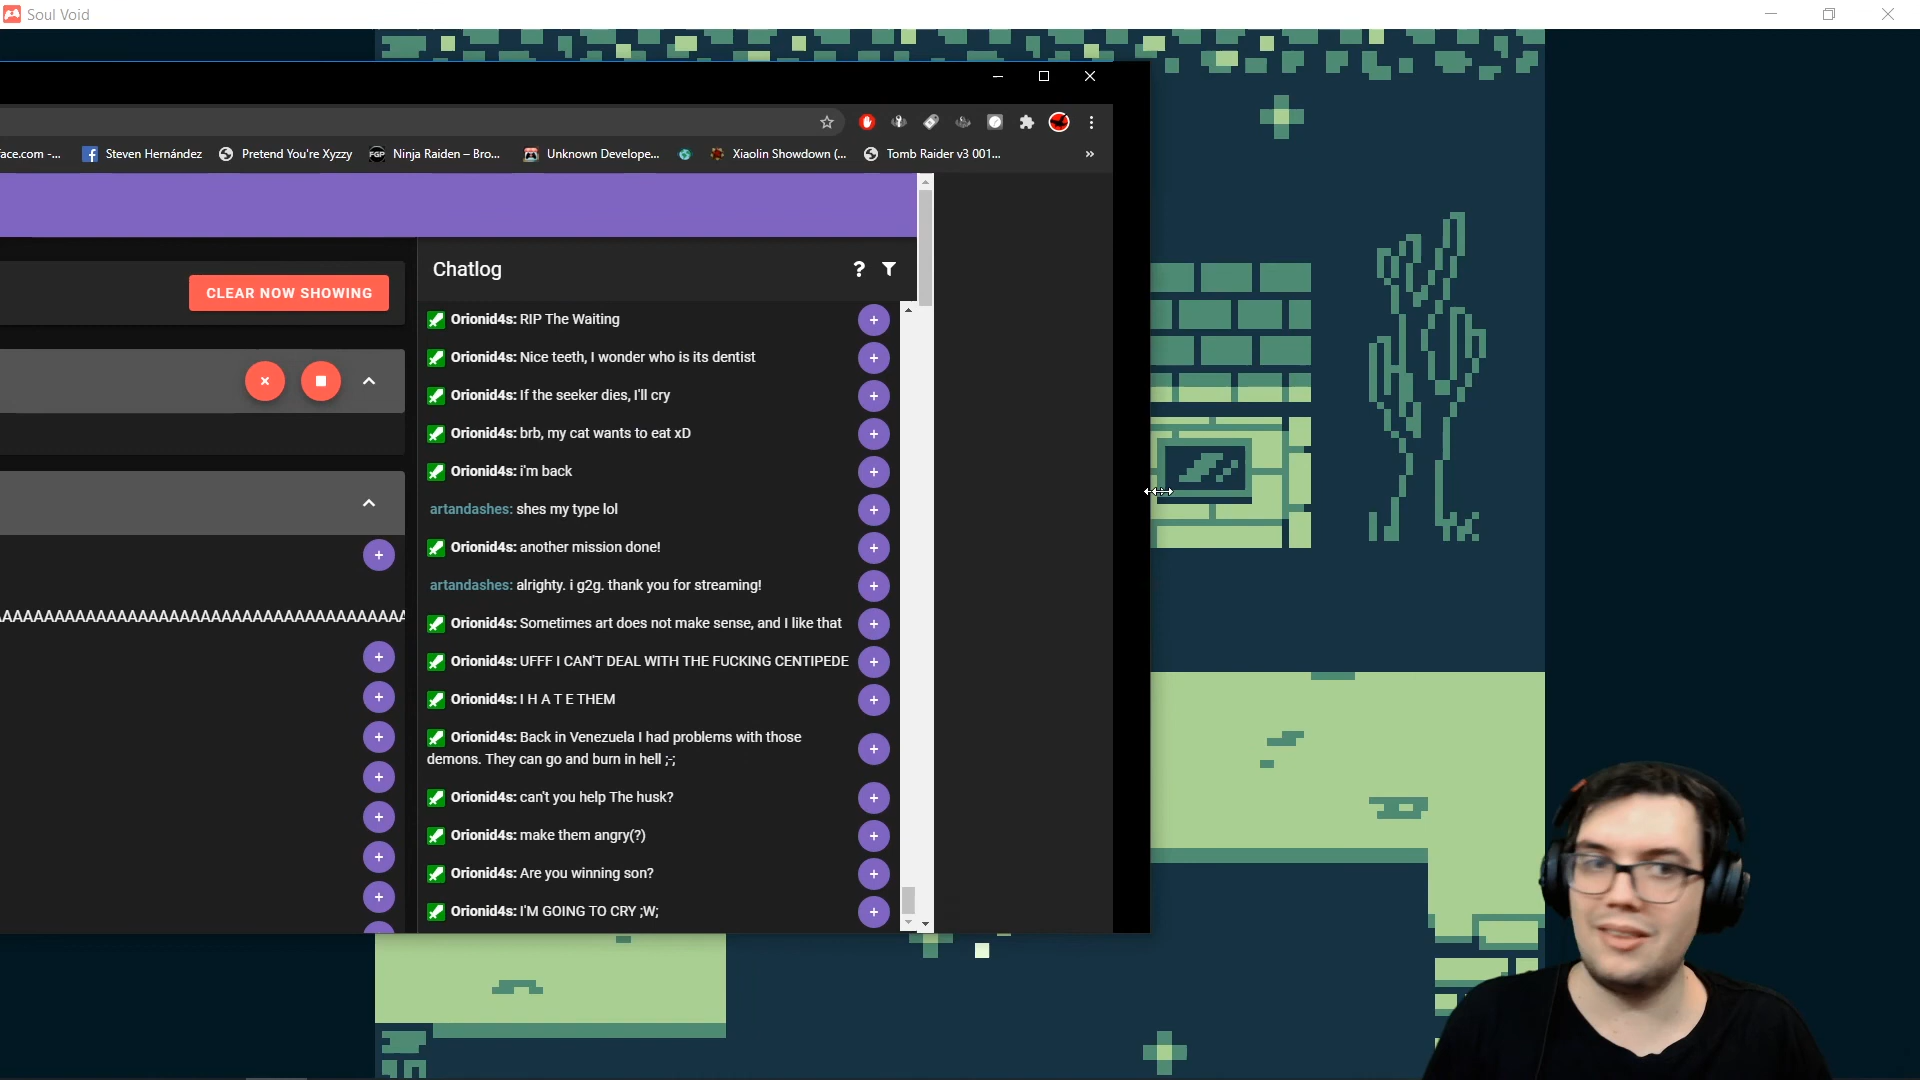 Soul Void
ace.com -...
Steven Hernández
Pretend You're Xyzzy
FGP
Ninja Raiden – Bro...
Unknown Develope...
Xiaolin Showdown (...
Tomb Raider v3 001...
»
Chatlog
?
CLEAR NOW SHOWING
Orionid4s: RIP The Waiting
Orionid4s: Nice teeth, I wonder who is its dentist
Orionid4s: If the seeker dies, I'll cry
Orionid4s: brb, my cat wants to eat xD
Orionid4s: i'm back
artandashes: shes my type lol
Orionid4s: another mission done!
artandashes: alrighty. i g2g. thank you for streaming!
AAAAAAAAAAAAAAAAAAAAAAAAAAAAAAAAAAAAA
Orionid4s: Sometimes art does not make sense, and I like that
Orionid4s: UFFF I CAN'T DEAL WITH THE FUCKING CENTIPEDE
Orionid4s: I H A T E THEM
Orionid4s: Back in Venezuela I had problems with those
demons. They can go and burn in hell ;-;
Orionid4s: can't you help The husk?
Orionid4s: make them angry(?)
Orionid4s: Are you winning son?
Orionid4s: I'M GOING TO CRY ;W;